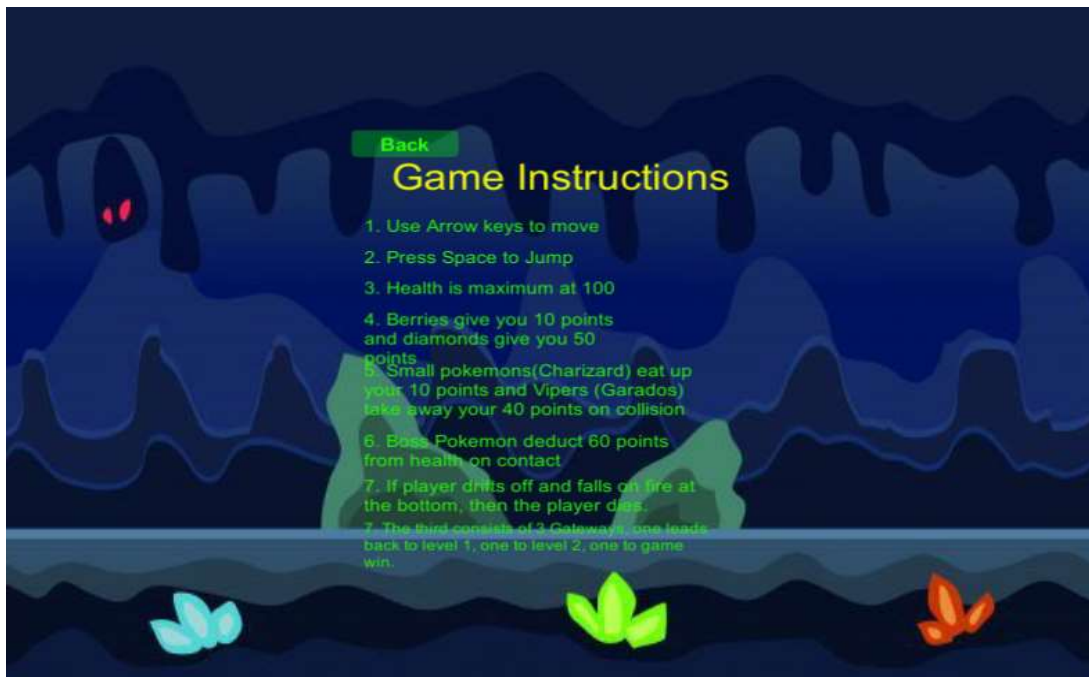 Back
Game Instructions
1. Use Arrow keys to move
2. Press Space to Jump
3. Health is maximum at 100
4. Berries give you 10 points
and diamonds give you 50
points
5. Small pokemons(Charizard) eat up
your 10 points and Vipers (Garados)
take away your 40 points on collision
6. Boss Pokemon deduct 60 points
from health on contact
7. If player drifts off and falls on fire at
the bottom, then the player dies.
7. The third consists of 3 Gateways, one leads
back to level 1, one to level 2, one to game
win.